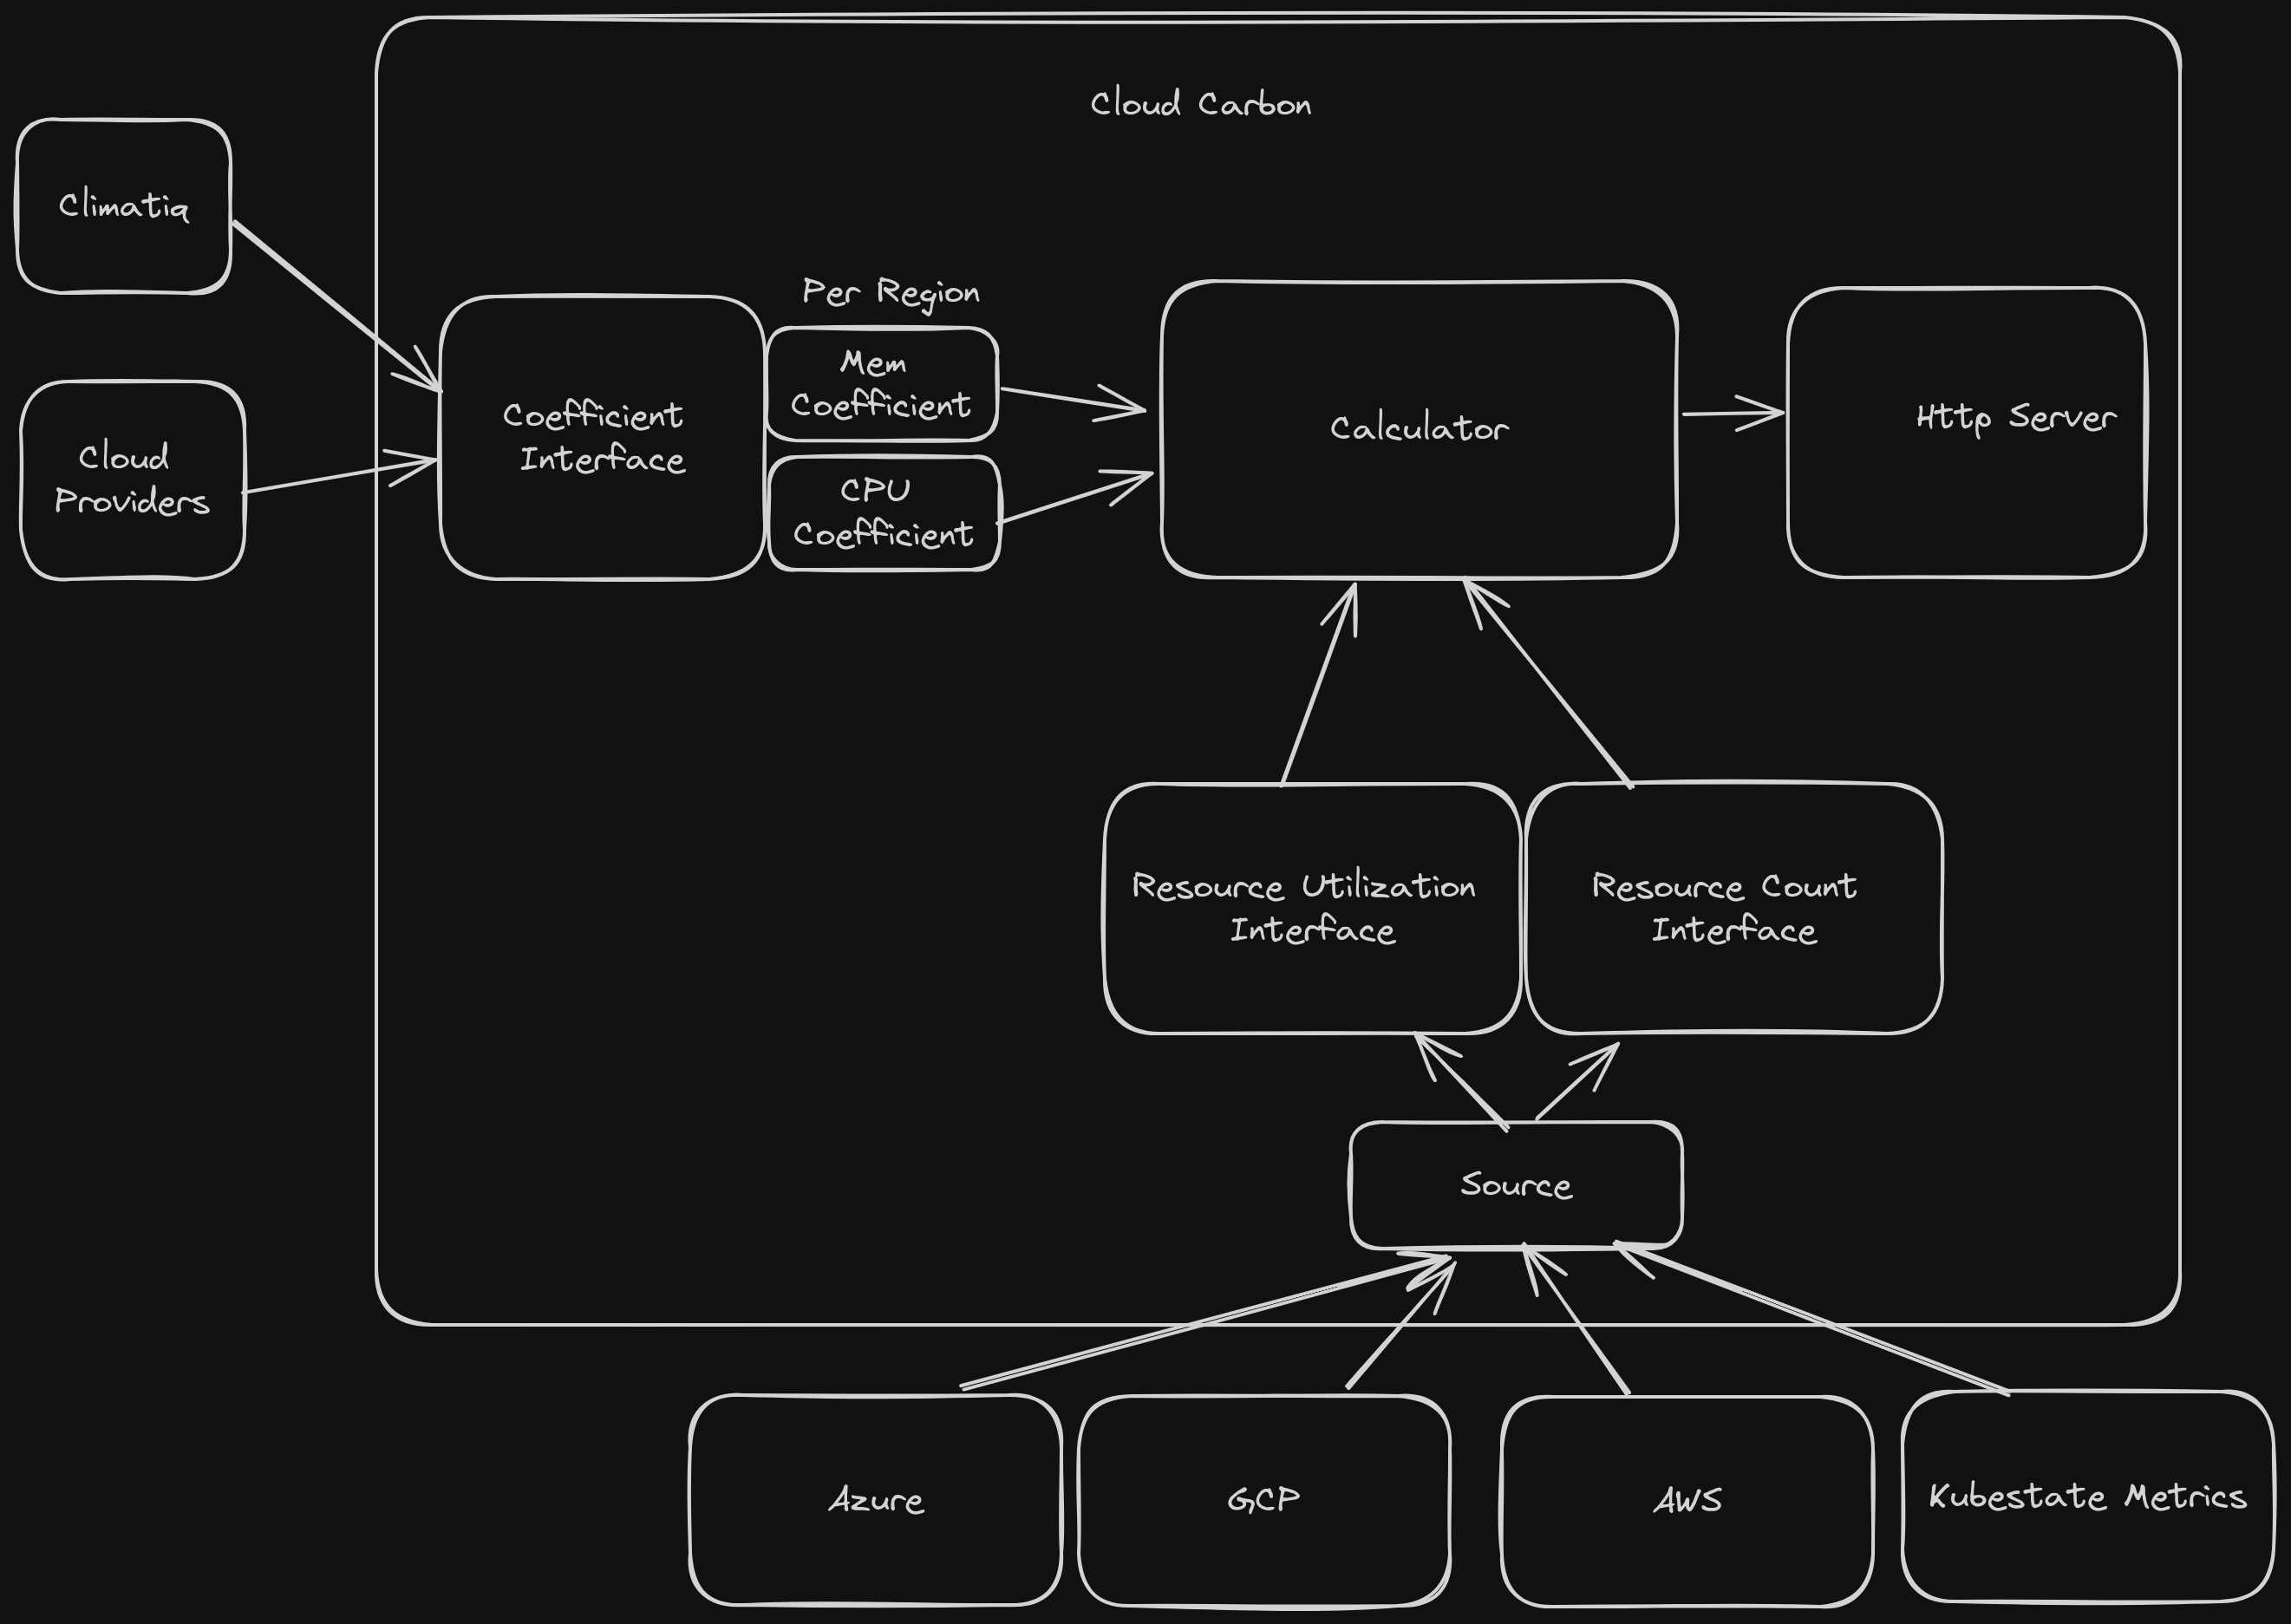 Cloud Carbon
Climatiq
Cloud
Providers
Coefficient
Interface
Per Region
Mem
Coefficient
CPU
Coefficient
Calculator
Http Server
Resource Utilization
Interface
Resource Count
Interface
Source
Azure
GCP
AWS
Kubestate Metrics